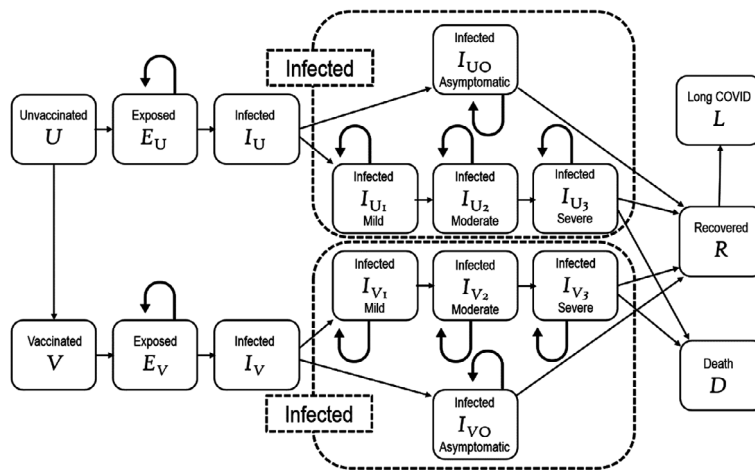 Infected
Infected
I_UO
Asymptomatic
Long COVID
L
Unvaccinated
U
Exposed
E_U
Infected
I_U
Infected
I_U1
Mild
Infected
I_U2
Moderate
Infected
I_U3
Severe
Recovered
R
Infected
I_V1
Mild
Infected
I_V2
Moderate
Infected
I_V3
Severe
Vaccinated
V
Exposed
E_V
Infected
I_V
Death
D
Infected
Infected
I_VO
Asymptomatic